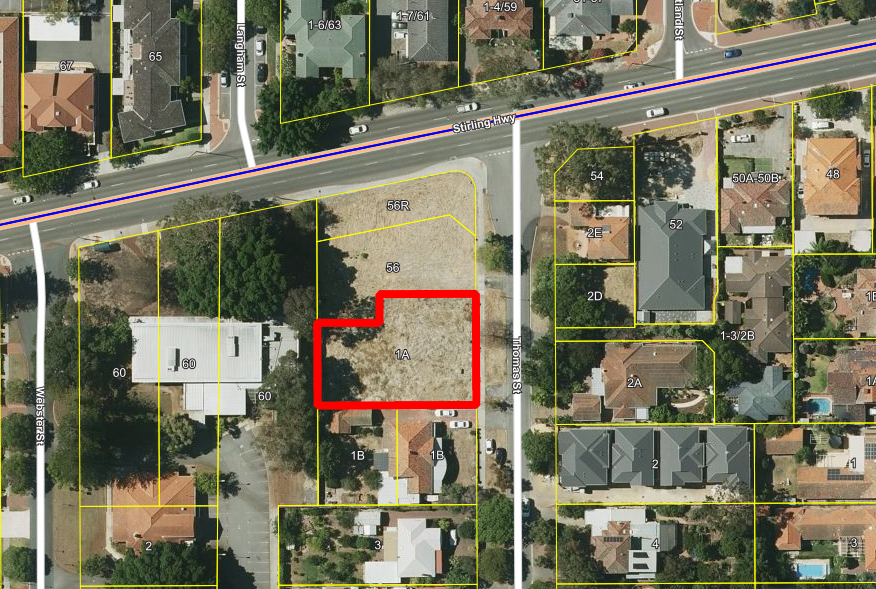 1-4/59
1-6/63
1-7/61
Langham St
65
67
Stirling Hwy
50A-50B
48
54
52
56R
2E
56
2D
1-3/2B
1A
2A
60
60
60
Thomas St
Webster St
1B
1B
2
1
2
3
4
3